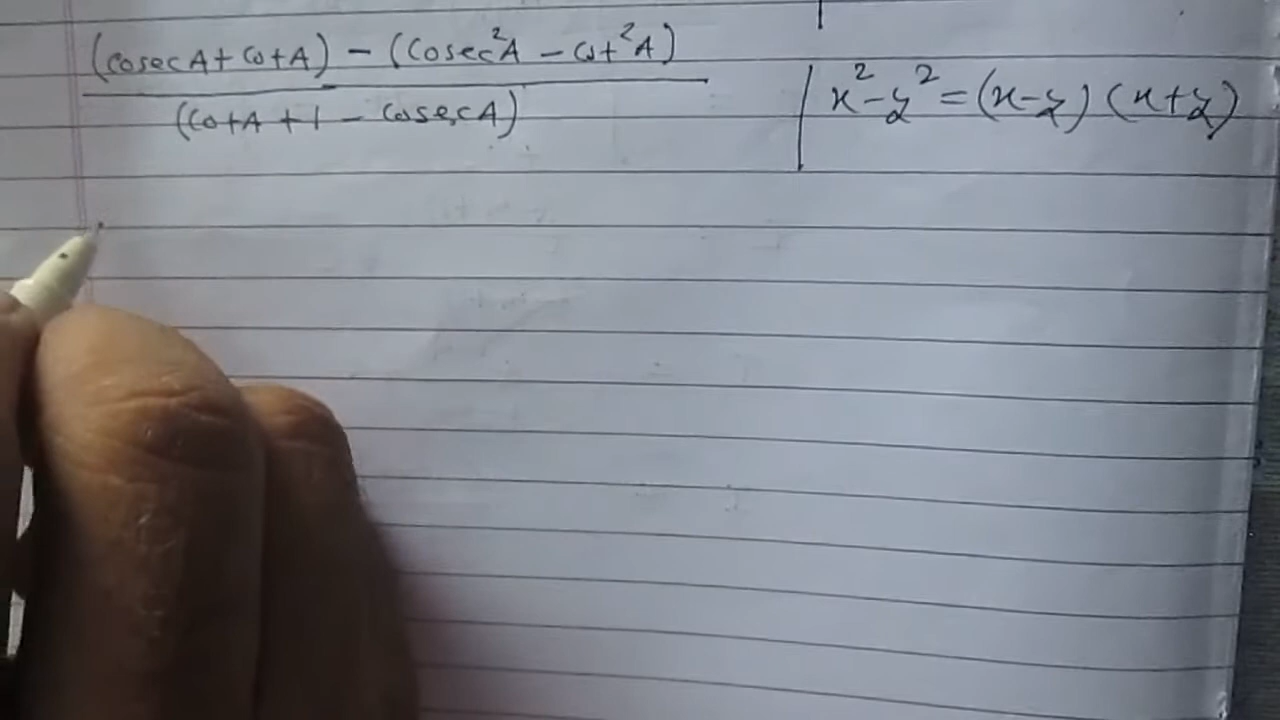 (cosecA + cotA) - (cosec²A - cot²A)
(cotA + 1 - cosecA)
x² - y² = (x-y) (x+y)